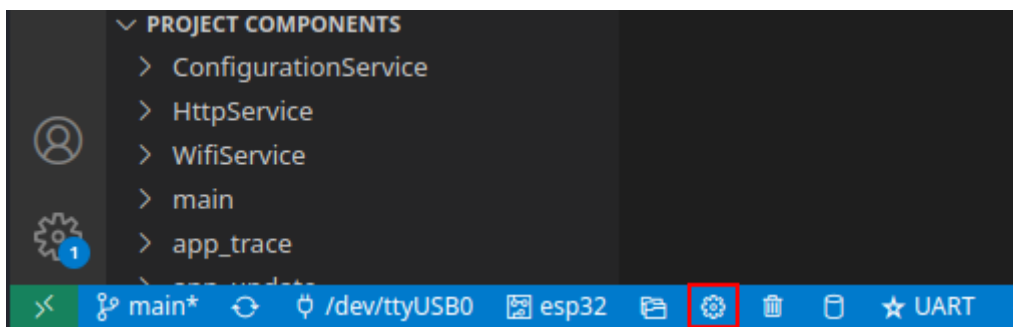 PROJECT COMPONENTS
ConfigurationService
HttpService
WifiService
main
app_trace
1
main* /dev/ttyUSB0 esp32 UART